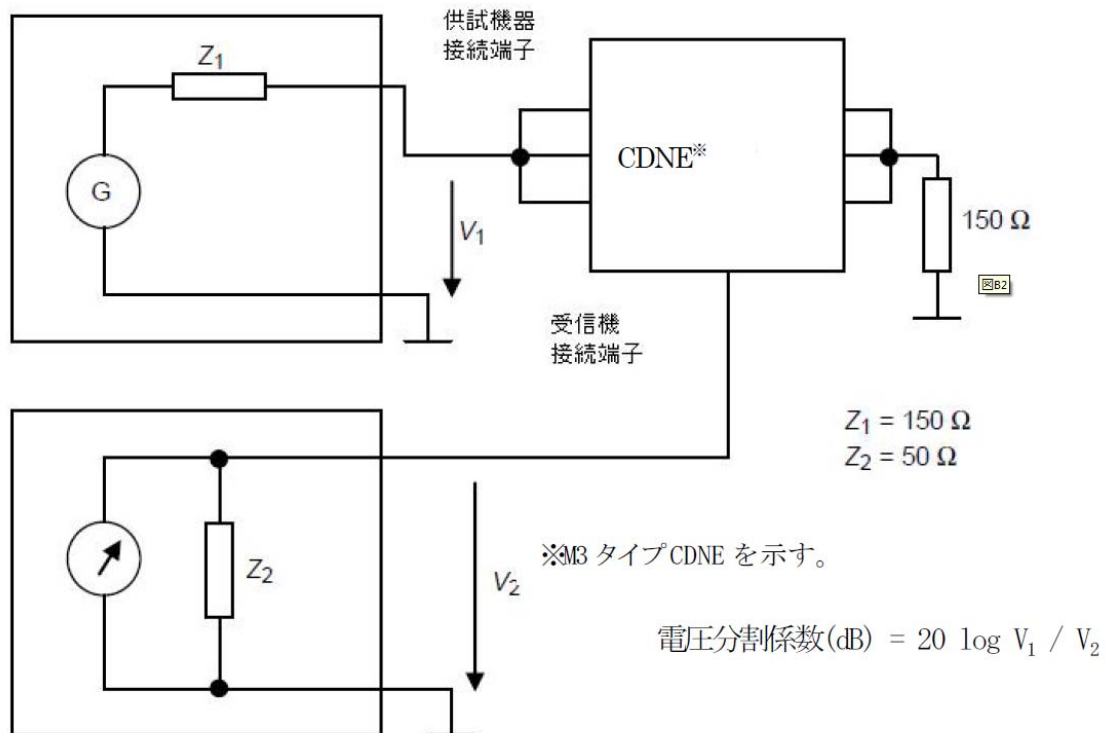 供試機器
接続端子
Z1
G
V1
CDNE※
150 Ω
図B2
受信機
接続端子
Z1 = 150 Ω
Z2 = 50 Ω
Z2
V2
※M3 タイプ CDNE を示す。
電圧分割係数(dB) = 20 log V1 / V2